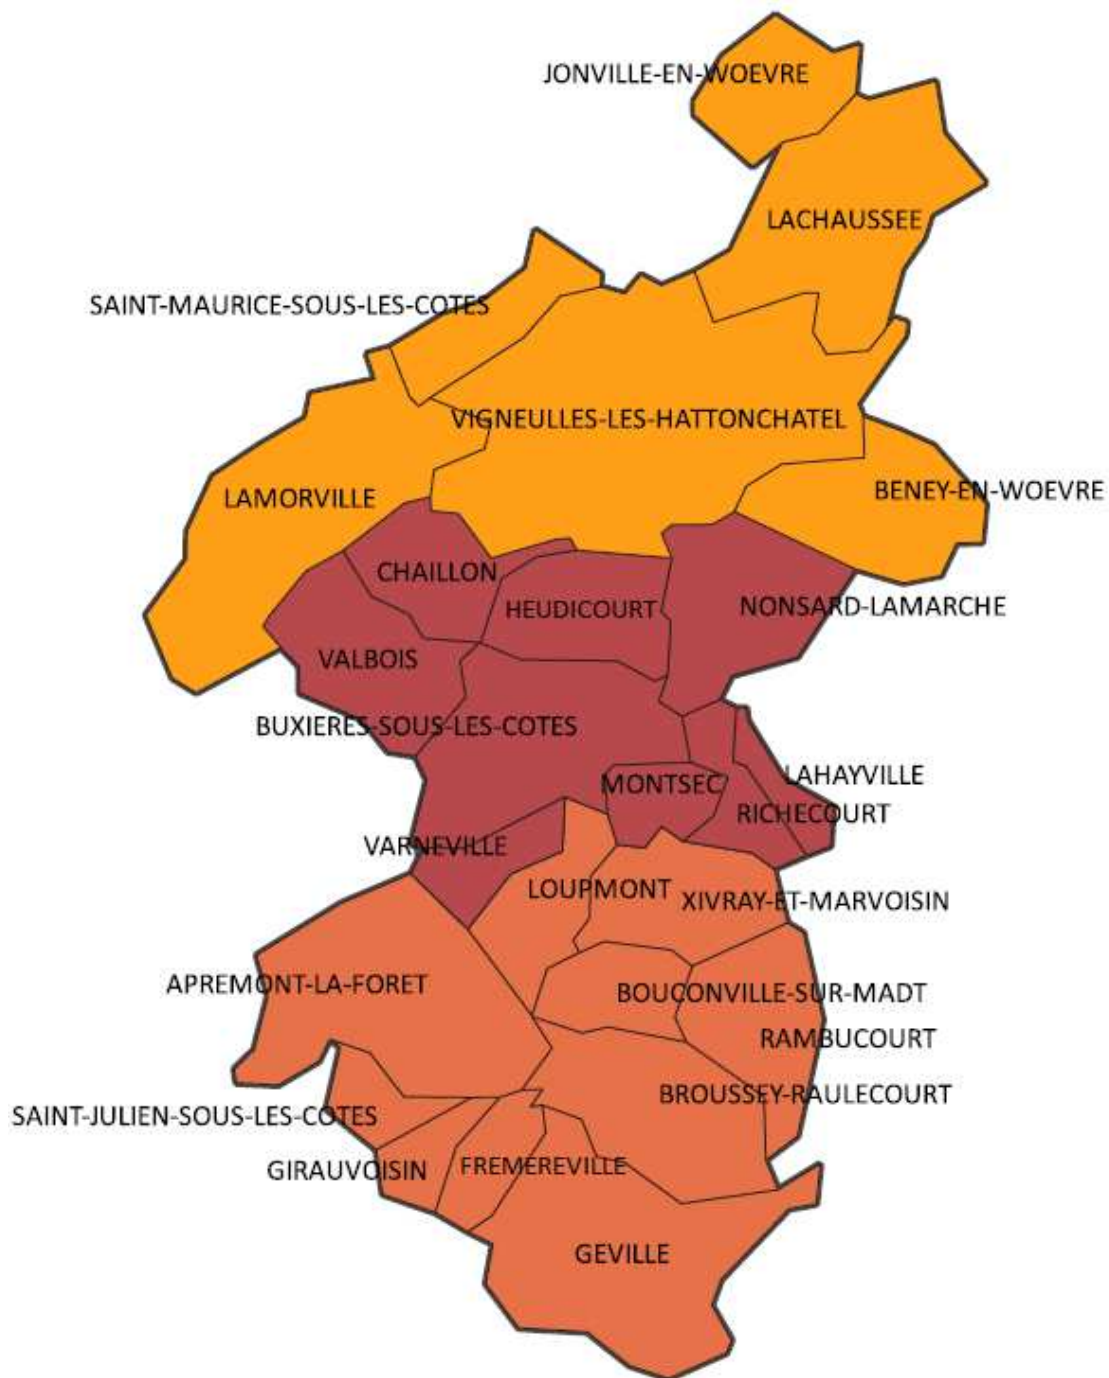 JONVILLE-EN-WOEVRE
LACHAUSSEE
SAINT-MAURICE-SOUS-LES-COTES
VIGNEULLES-LES-HATTONCHATEL
LAMORVILLE
BENEY-EN-WOEVRE
CHAILLON
HEUDICOURT
NONSARD-LAMARCHE
VALBOIS
BUXIERES-SOUS-LES-COTES
LAHAYVILLE
MONTSEC
RICHECOURT
VARNEVILLE
LOUPMONT
XIVRAY-ET-MARVOISIN
APREMONT-LA-FORET
BOUCONVILLE-SUR-MADT
RAMBUCOURT
BROUSSEY-RAULECOURT
SAINT-JULIEN-SOUS-LES-COTES
GIRAUVOISIN
FREMEREVILLE
GEVILLE